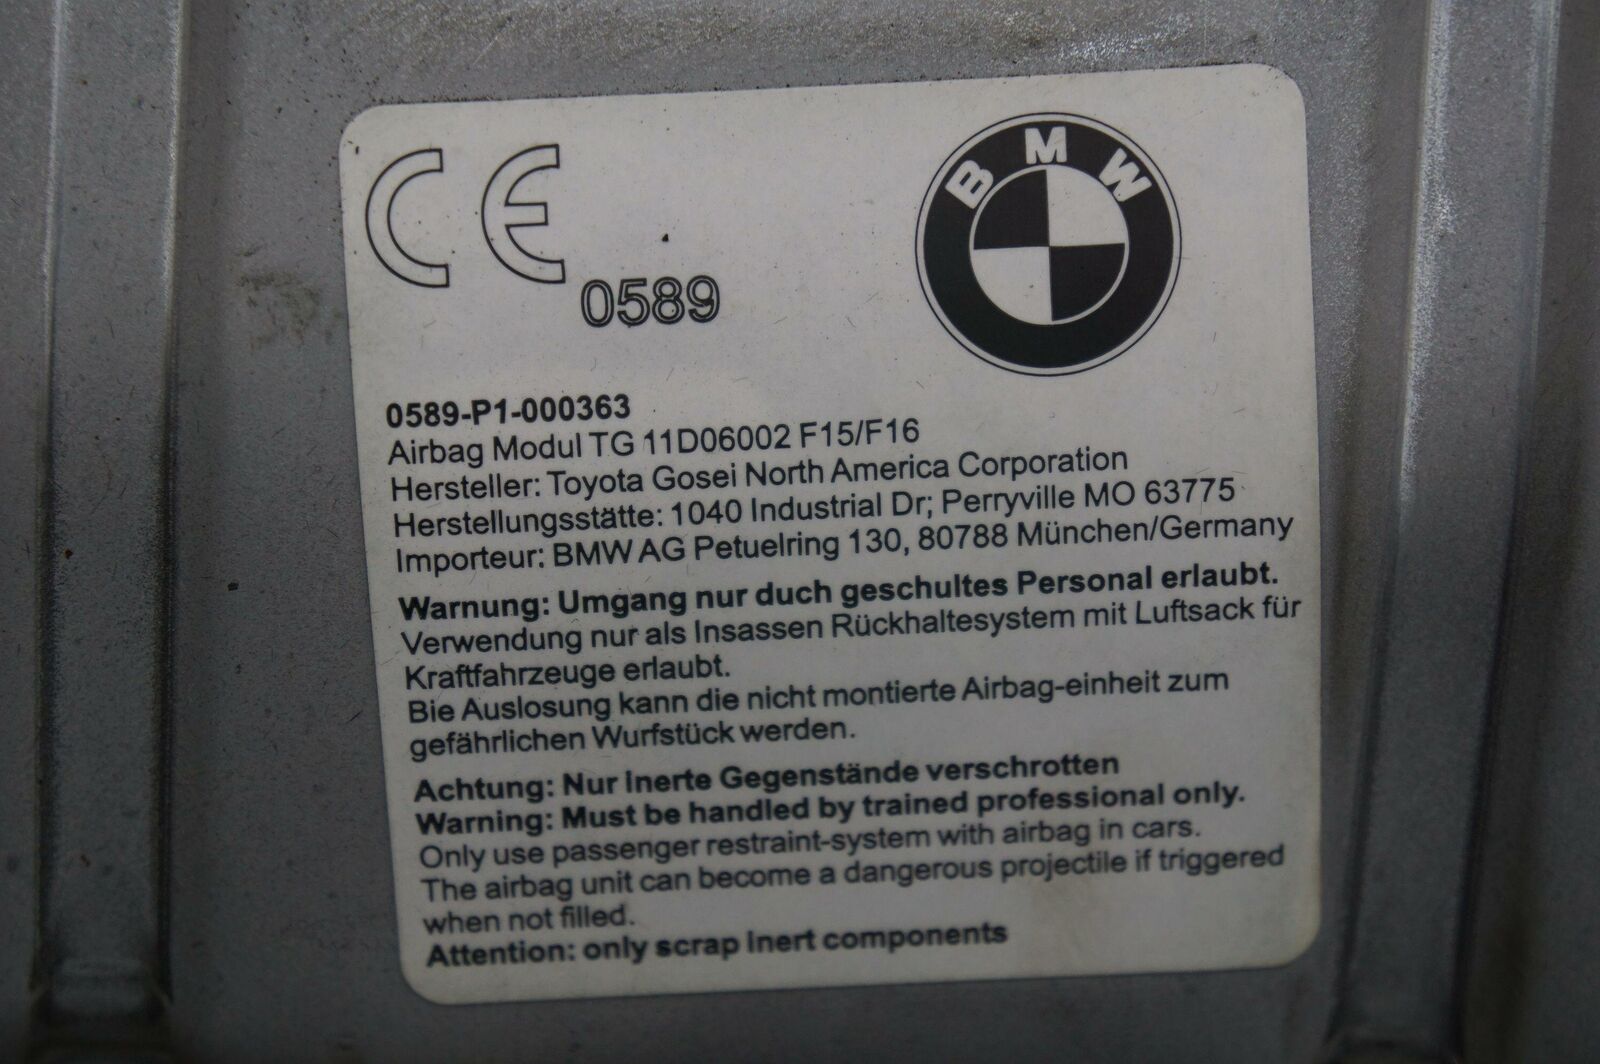 CE
0589
BMW
0589-P1-000363
Airbag Modul TG 11D06002 F15/F16
Hersteller: Toyota Gosei North America Corporation
Herstellungsstätte: 1040 Industrial Dr; Perryville MO 63775
Importeur: BMW AG Petuelring 130, 80788 München/Germany
Warnung: Umgang nur duch geschultes Personal erlaubt.
Verwendung nur als Insassen Rückhaltesystem mit Luftsack für
Kraftfahrzeuge erlaubt.
Bie Auslosung kann die nicht montierte Airbag-einheit zum
gefährlichen Wurfstück werden.
Achtung: Nur Inerte Gegenstände verschrotten
Warning: Must be handled by trained professional only.
Only use passenger restraint-system with airbag in cars.
The airbag unit can become a dangerous projectile if triggered
when not filled.
Attention: only scrap inert components